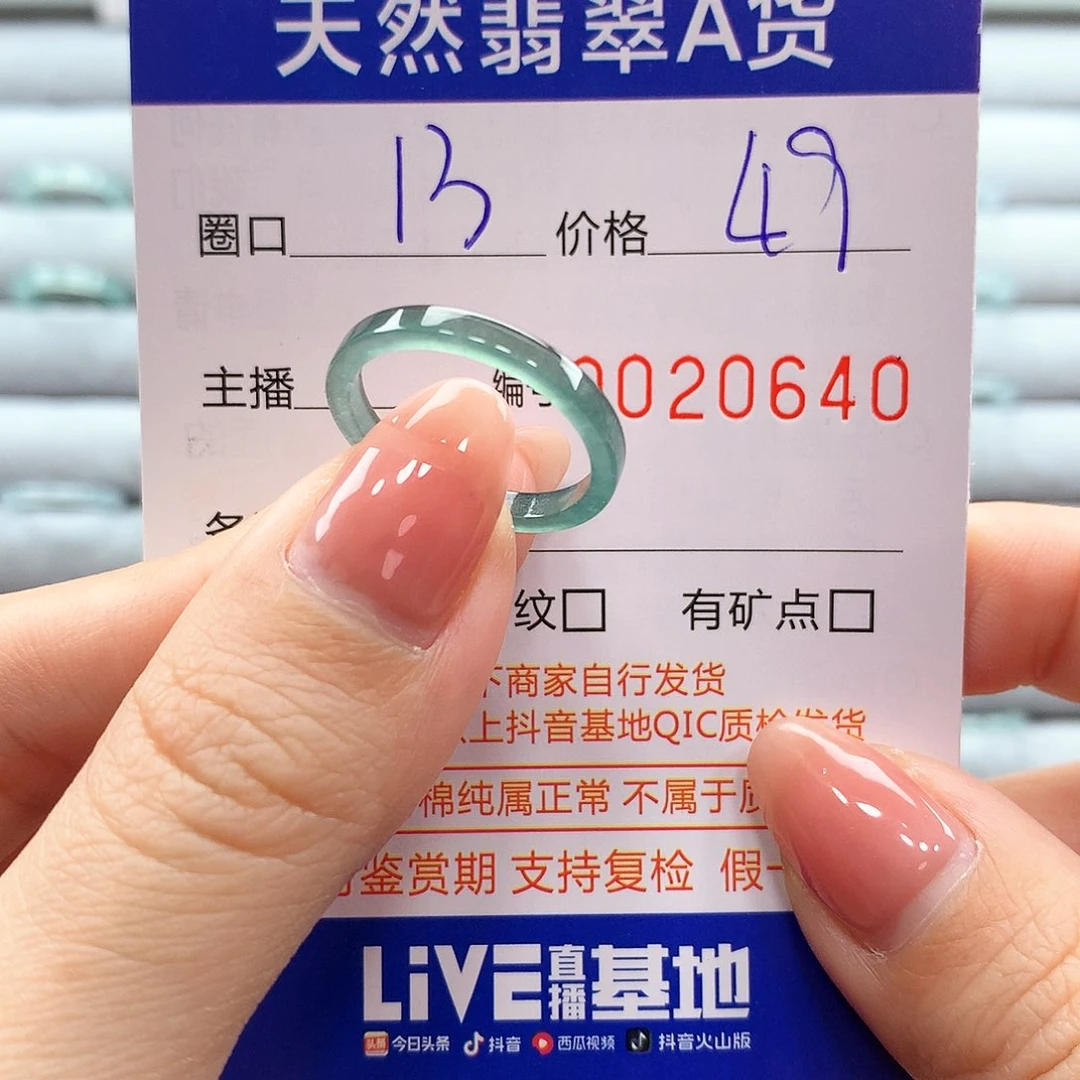 天然翡翠A货
圈口 13 价格 49
主播 编号 0020640
纹□ 有矿点□
下商家自行发货
以上抖音基地QIC质检发货
棉纯属正常 不属于质
鉴赏期 支持复检 假一
LiVE直播基地
头条 今日头条 抖音 西瓜视频 抖音火山版